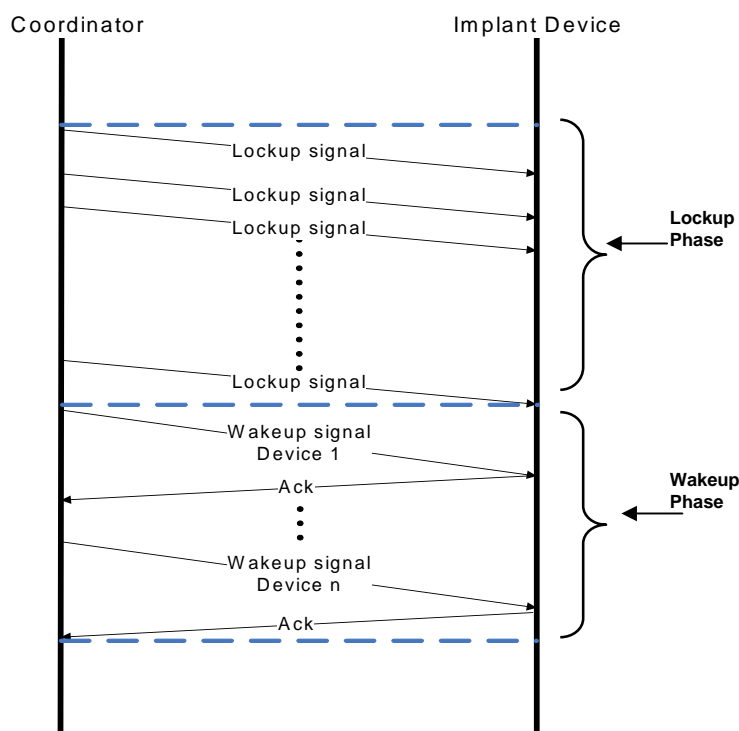 Coordinator
Implant Device
Lockup signal
Lockup signal
Lockup signal
Lockup
Phase
Lockup signal
Wakeup signal
Device 1
Ack
Wakeup
Phase
Wakeup signal
Device n
Ack